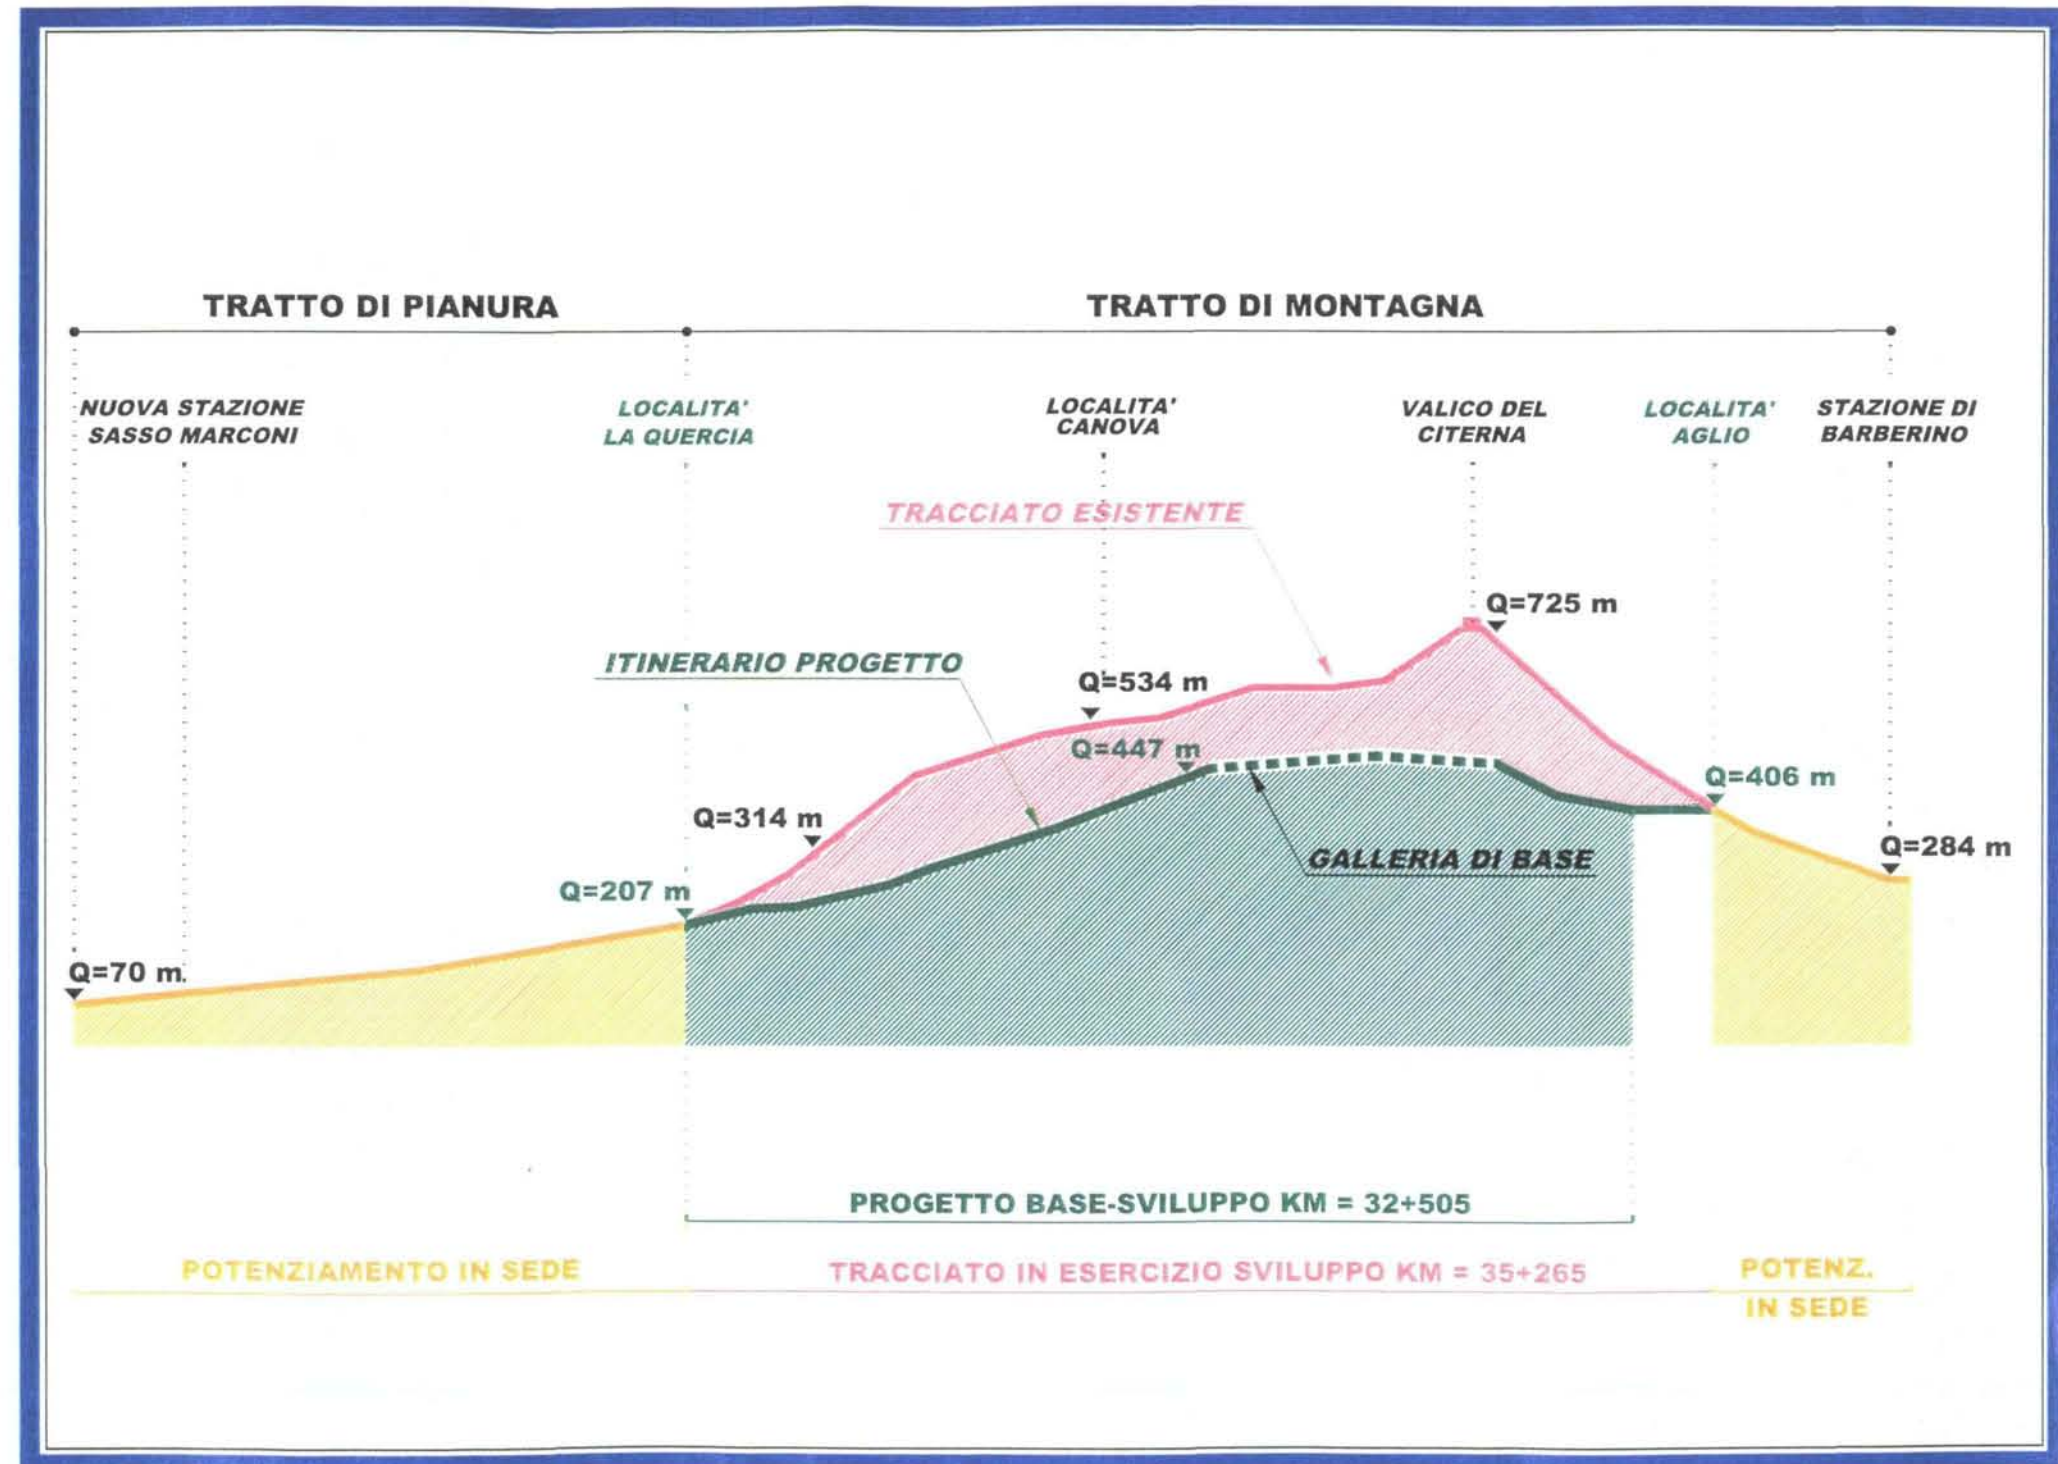 TRATTO DI PIANURA
TRATTO DI MONTAGNA
NUOVA STAZIONE
SASSO MARCONI
LOCALITA'
LA QUERCIA
LOCALITA'
CANOVA
VALICO DEL
CITERNA
LOCALITA'
AGLIO
STAZIONE DI
BARBERINO
TRACCIATO ESISTENTE
Q=725 m
ITINERARIO PROGETTO
Q=534 m
Q=447 m
Q=406 m
Q=314 m
GALLERIA DI BASE
Q=284 m
Q=207 m
Q=70 m
PROGETTO BASE-SVILUPPO KM = 32+505
POTENZIAMENTO IN SEDE
TRACCIATO IN ESERCIZIO SVILUPPO KM = 35+265
POTENZ.
IN SEDE